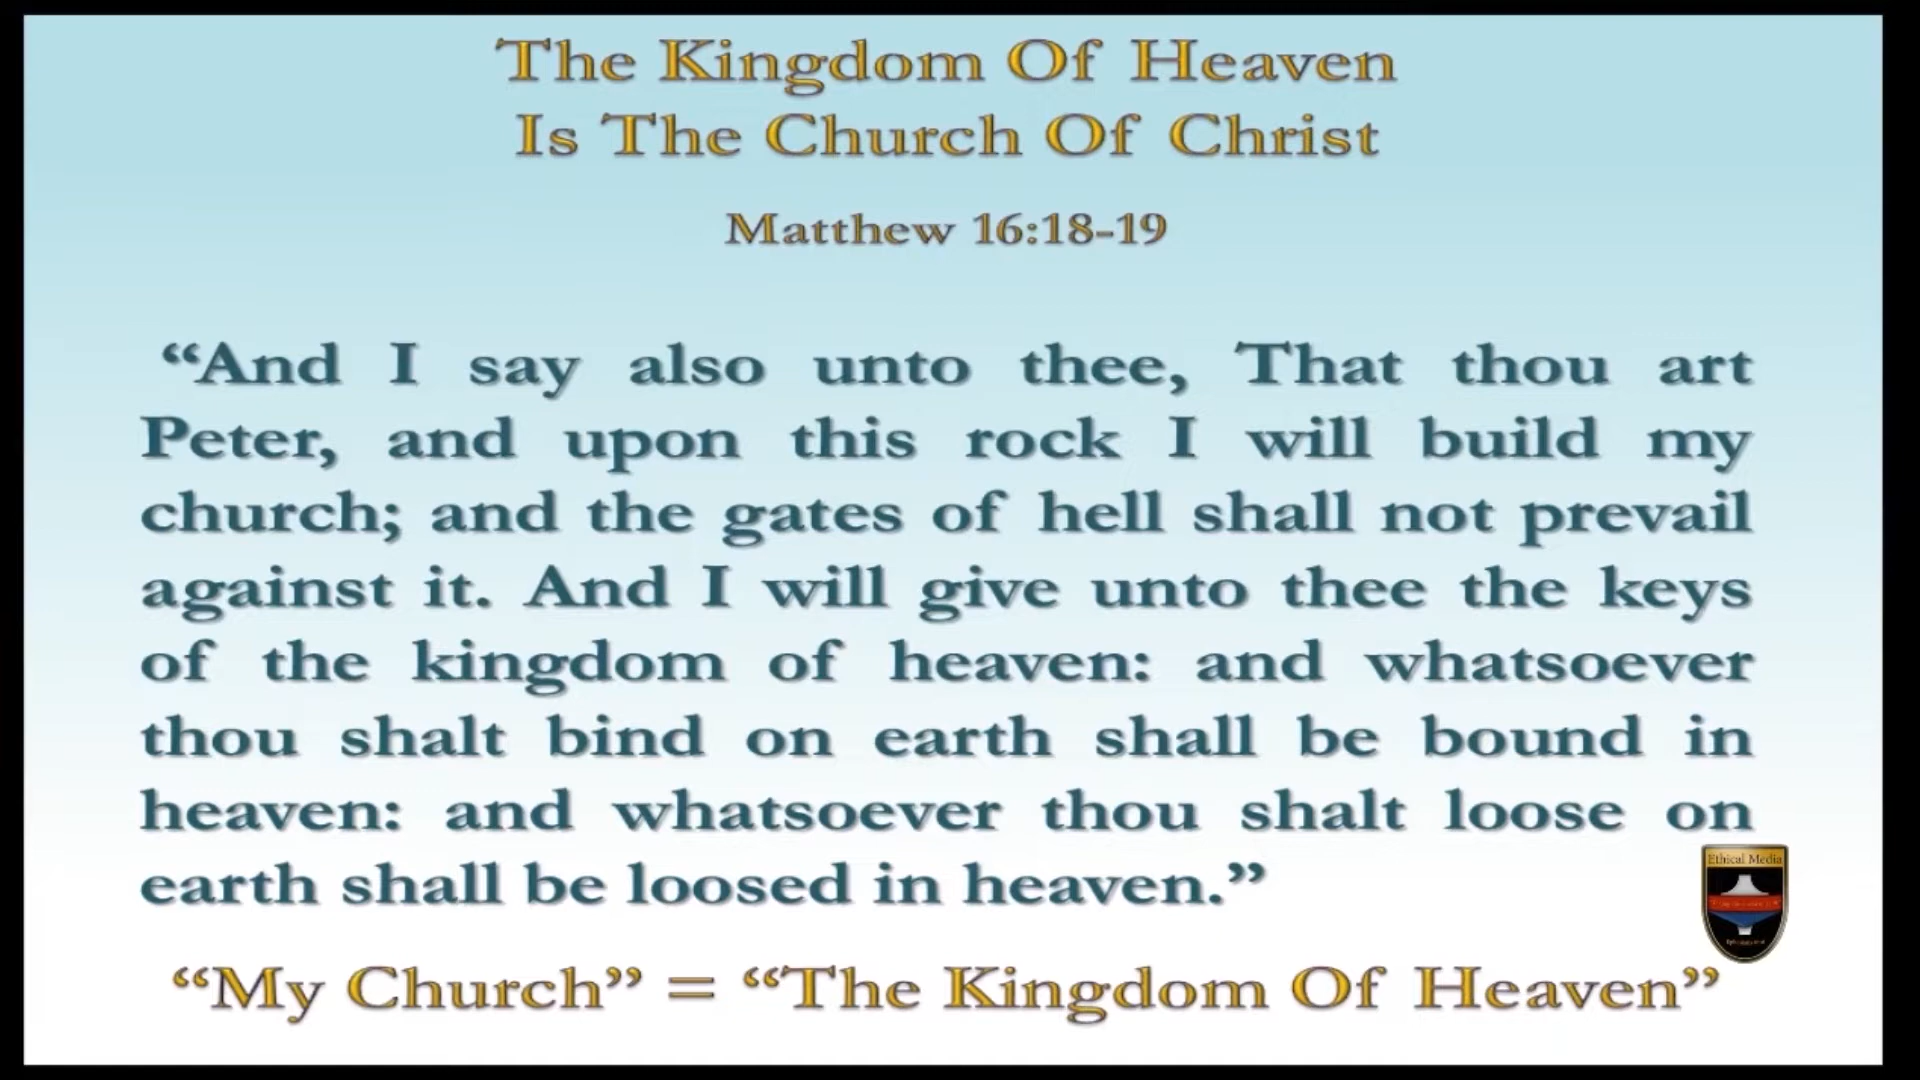 The Kingdom Of Heaven
Is The Church Of Christ
Matthew 16:18-19
“And I say also unto thee, That thou art
Peter, and upon this rock I will build my
church; and the gates of hell shall not prevail
against it. And I will give unto thee the keys
of the kingdom of heaven: and whatsoever
thou shalt bind on earth shall be bound in
heaven: and whatsoever thou shalt loose on
earth shall be loosed in heaven.”
Ethical Media
“My Church” = “The Kingdom Of Heaven”